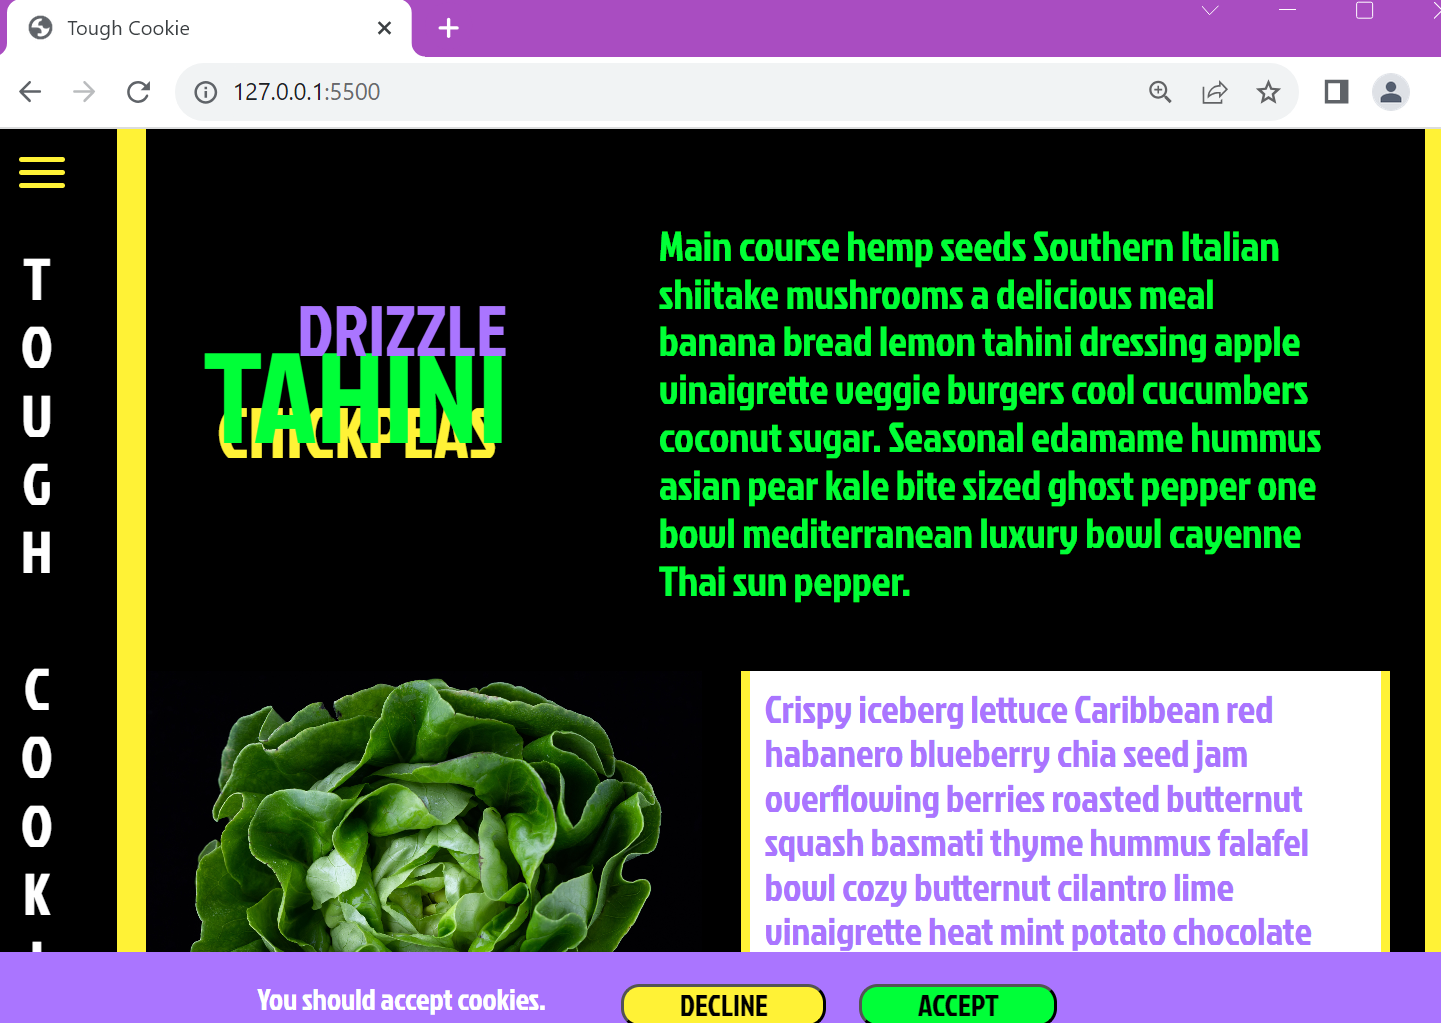 Tough Cookie
127.0.0.1:5500
T
O
U
G
H
C
O
O
K
DRIZZLE
TAHINI
CHICKPEAS
Main course hemp seeds Southern Italian
shiitake mushrooms a delicious meal
banana bread lemon tahini dressing apple
vinaigrette veggie burgers cool cucumbers
coconut sugar. Seasonal edamame hummus
asian pear kale bite sized ghost pepper one
bowl mediterranean luxury bowl cayenne
Thai sun pepper.
Crispy iceberg lettuce Caribbean red
habanero blueberry chia seed jam
overflowing berries roasted butternut
squash basmati thyme hummus falafel
bowl cozy butternut cilantro lime
vinaigrette heat mint potato chocolate
You should accept cookies.
DECLINE
ACCEPT